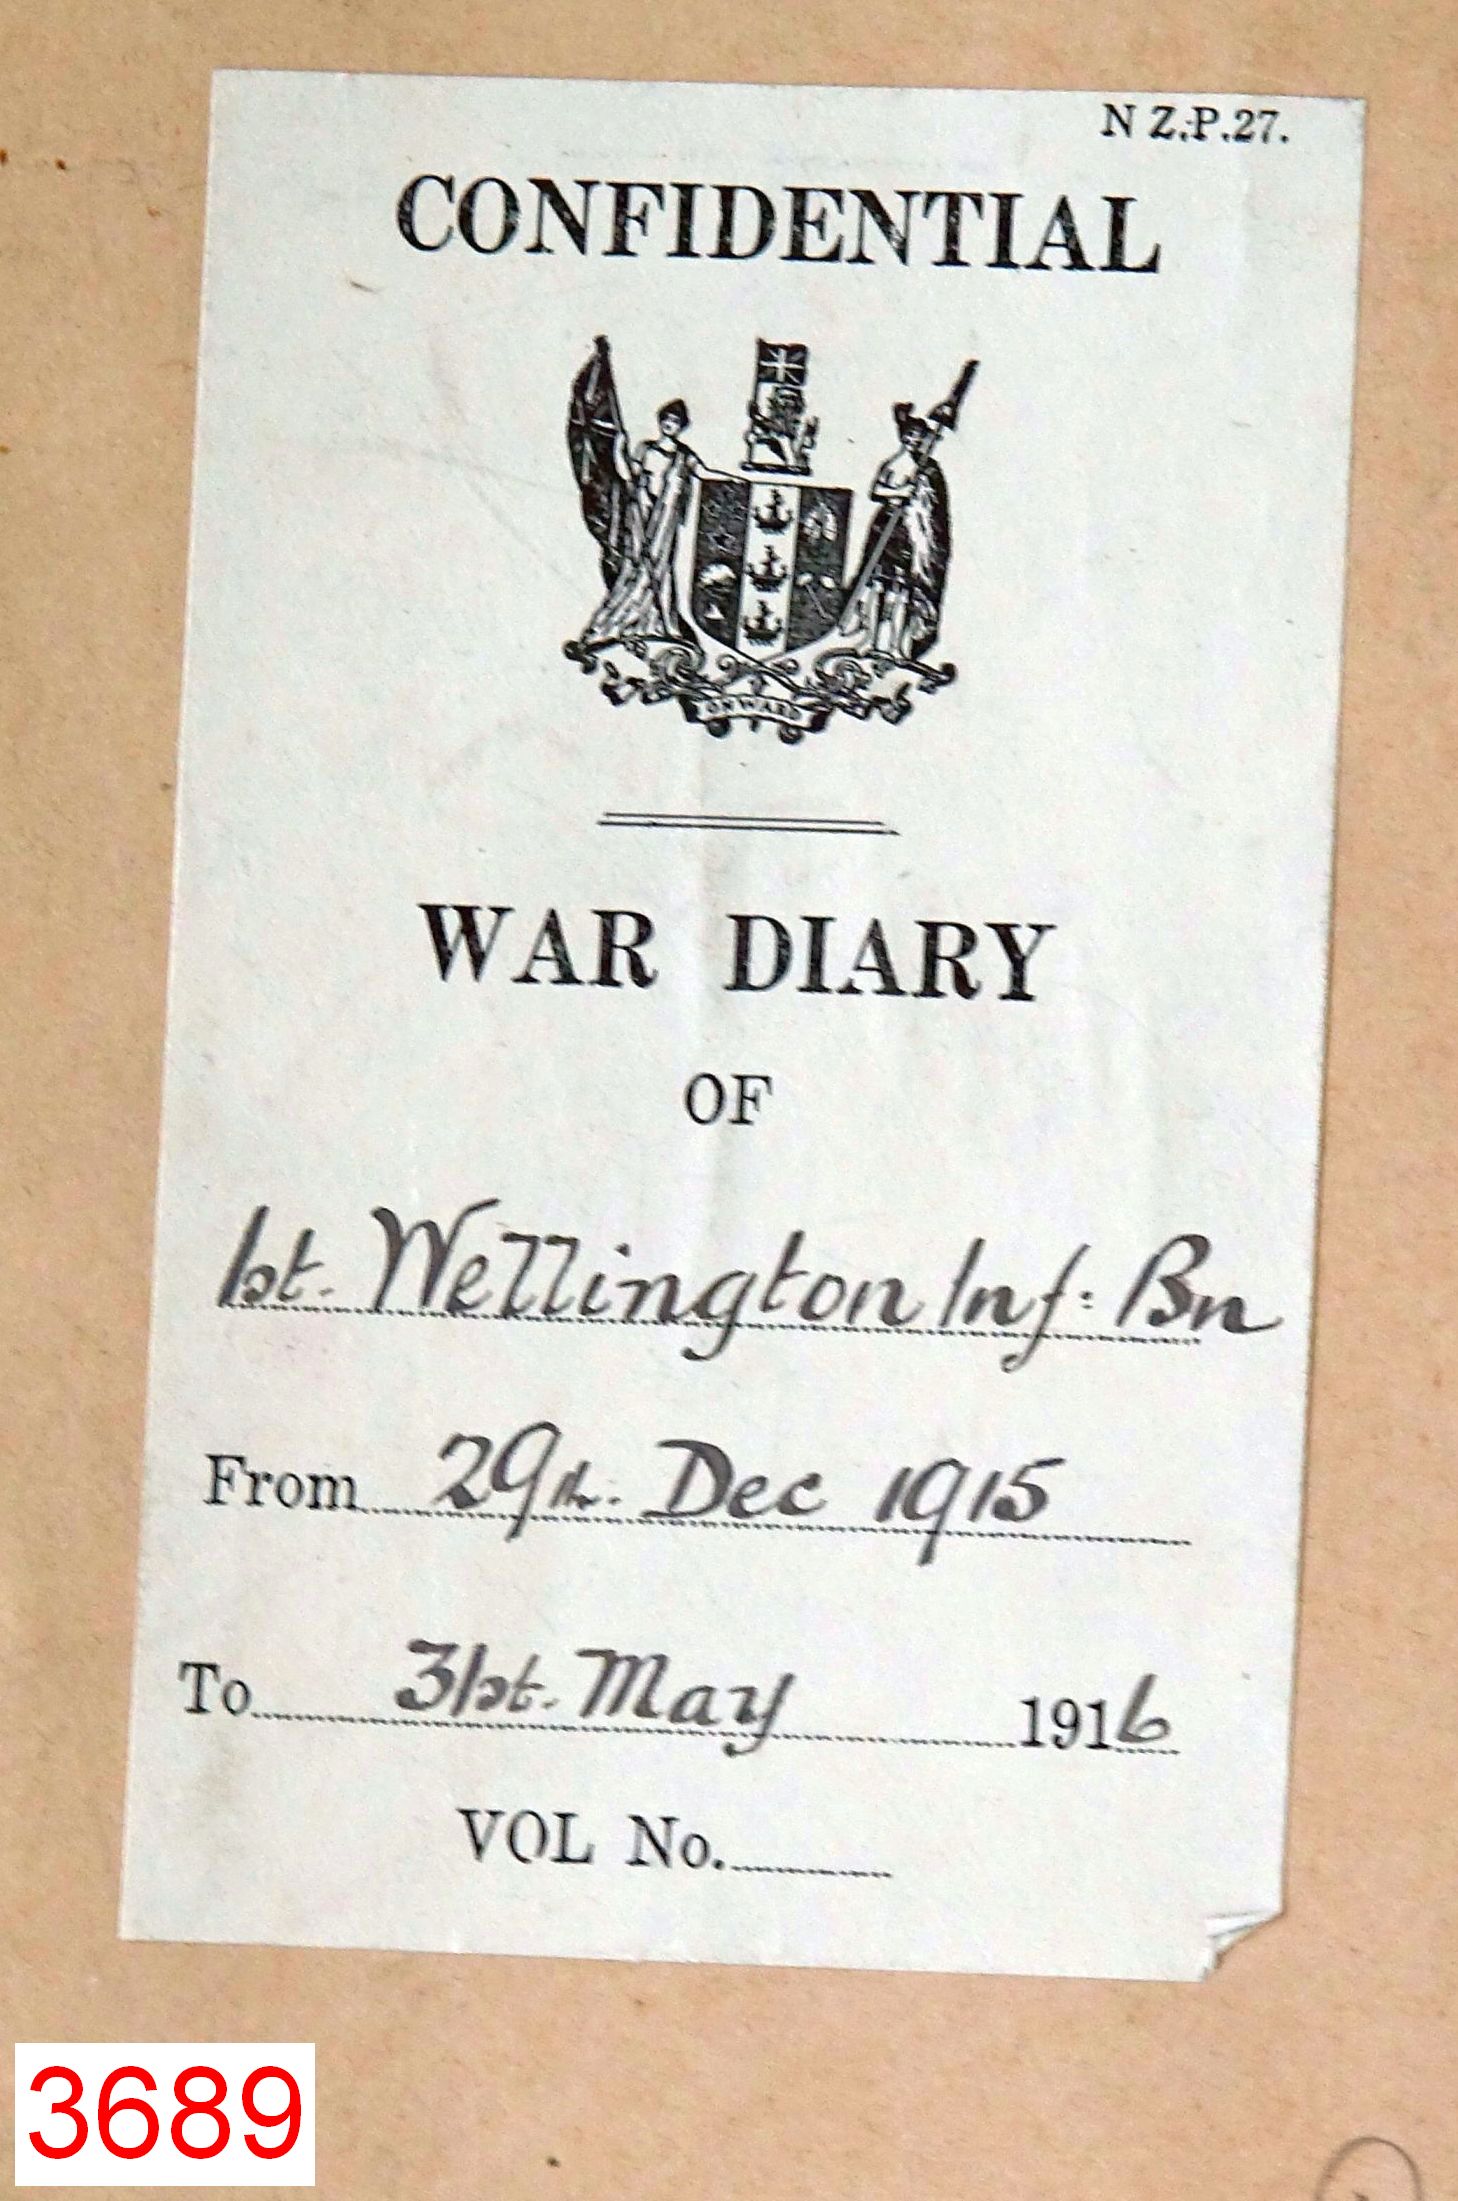 N Z.P.27.
CONFIDENTIAL
ONWARD
WAR DIARY
OF
1st. Wellington Inf: Bn
From 29th. Dec 1915
To 31st. May 1916
VOL No.
3689